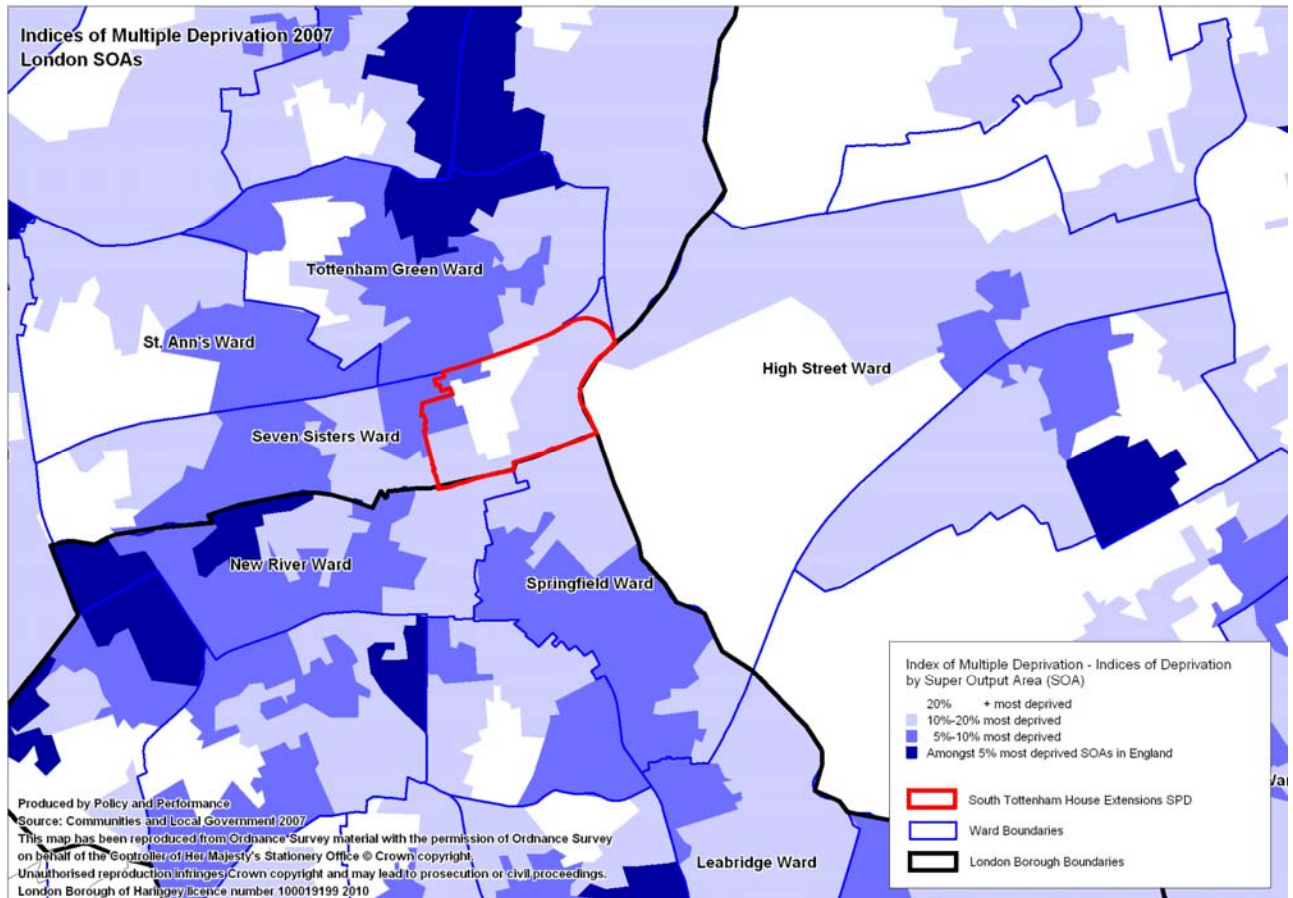 Indices of Multiple Deprivation 2007
London SOAs
Tottenham Green Ward
St. Ann's Ward
High Street Ward
Seven Sisters Ward
New River Ward
Springfield Ward
Index of Multiple Deprivation - Indices of Deprivation
by Super Output Area (SOA)
20% + most deprived
10%-20% most deprived
5%-10% most deprived
Amongst 5% most deprived SOAs in England
South Tottenham House Extensions SPD
Ward Boundaries
London Borough Boundaries
Leabridge Ward
Produced by Policy and Performance
Source: Communities and Local Government 2007
This map has been reproduced from Ordnance Survey material with the permission of Ordnance Survey
on behalf of the Controller of Her Majesty's Stationery Office © Crown copyright.
Unauthorised reproduction infringes Crown copyright and may lead to prosecution or civil proceedings.
London Borough of Haringey licence number 100019199 2010